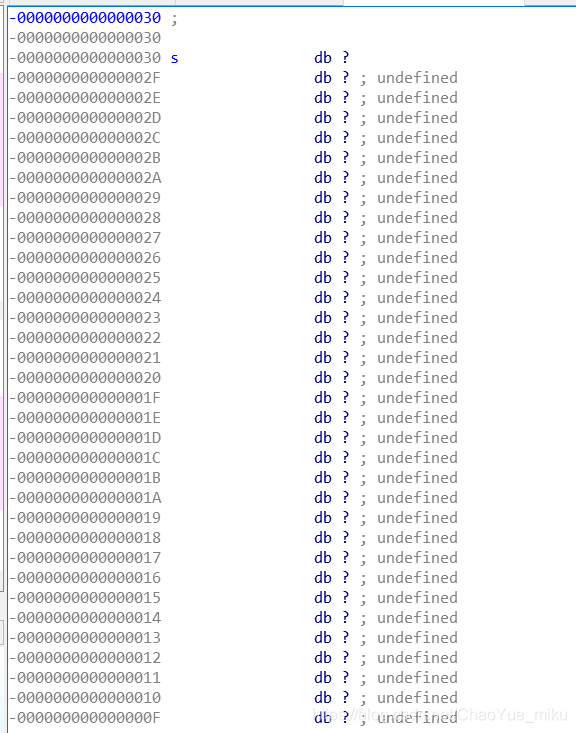 -0000000000000030 ;
-0000000000000030
-0000000000000030 s db ?
-000000000000002F db ? ; undefined
-000000000000002E db ? ; undefined
-000000000000002D db ? ; undefined
-000000000000002C db ? ; undefined
-000000000000002B db ? ; undefined
-000000000000002A db ? ; undefined
-0000000000000029 db ? ; undefined
-0000000000000028 db ? ; undefined
-0000000000000027 db ? ; undefined
-0000000000000026 db ? ; undefined
-0000000000000025 db ? ; undefined
-0000000000000024 db ? ; undefined
-0000000000000023 db ? ; undefined
-0000000000000022 db ? ; undefined
-0000000000000021 db ? ; undefined
-0000000000000020 db ? ; undefined
-000000000000001F db ? ; undefined
-000000000000001E db ? ; undefined
-000000000000001D db ? ; undefined
-000000000000001C db ? ; undefined
-000000000000001B db ? ; undefined
-000000000000001A db ? ; undefined
-0000000000000019 db ? ; undefined
-0000000000000018 db ? ; undefined
-0000000000000017 db ? ; undefined
-0000000000000016 db ? ; undefined
-0000000000000015 db ? ; undefined
-0000000000000014 db ? ; undefined
-0000000000000013 db ? ; undefined
-0000000000000012 db ? ; undefined
-0000000000000011 db ? ; undefined
-0000000000000010 db ? ; undefined
-000000000000000F db ? ; undefined